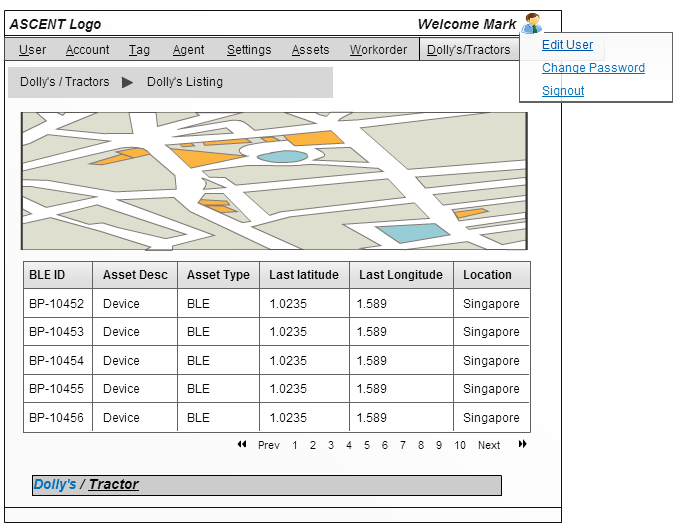 ASCENT Logo Welcome Mark
User Account Tag Agent Settings Assets Workorder Dolly's/Tractors
Edit User
Change Password
Signout
Dolly's / Tractors ▶ Dolly's Listing
BLE ID Asset Desc Asset Type Last latitude Last Longitude Location
BP-10452 Device BLE 1.0235 1.589 Singapore
BP-10453 Device BLE 1.0235 1.589 Singapore
BP-10454 Device BLE 1.0235 1.589 Singapore
BP-10455 Device BLE 1.0235 1.589 Singapore
BP-10456 Device BLE 1.0235 1.589 Singapore
Prev 1 2 3 4 5 6 7 8 9 10 Next
Dolly's / Tractor